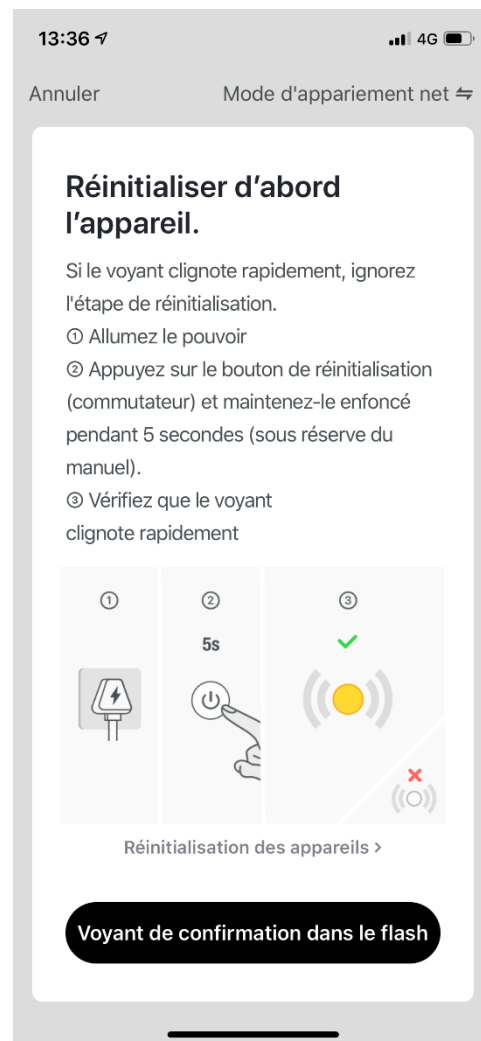 13:36 4G
Annuler Mode d'appariement net ⇋
Réinitialiser d’abord
l’appareil.
Si le voyant clignote rapidement, ignorez
l'étape de réinitialisation.
① Allumez le pouvoir
② Appuyez sur le bouton de réinitialisation
(commutateur) et maintenez-le enfoncé
pendant 5 secondes (sous réserve du
manuel).
③ Vérifiez que le voyant
clignote rapidement
① ② ③
5s
Réinitialisation des appareils >
Voyant de confirmation dans le flash